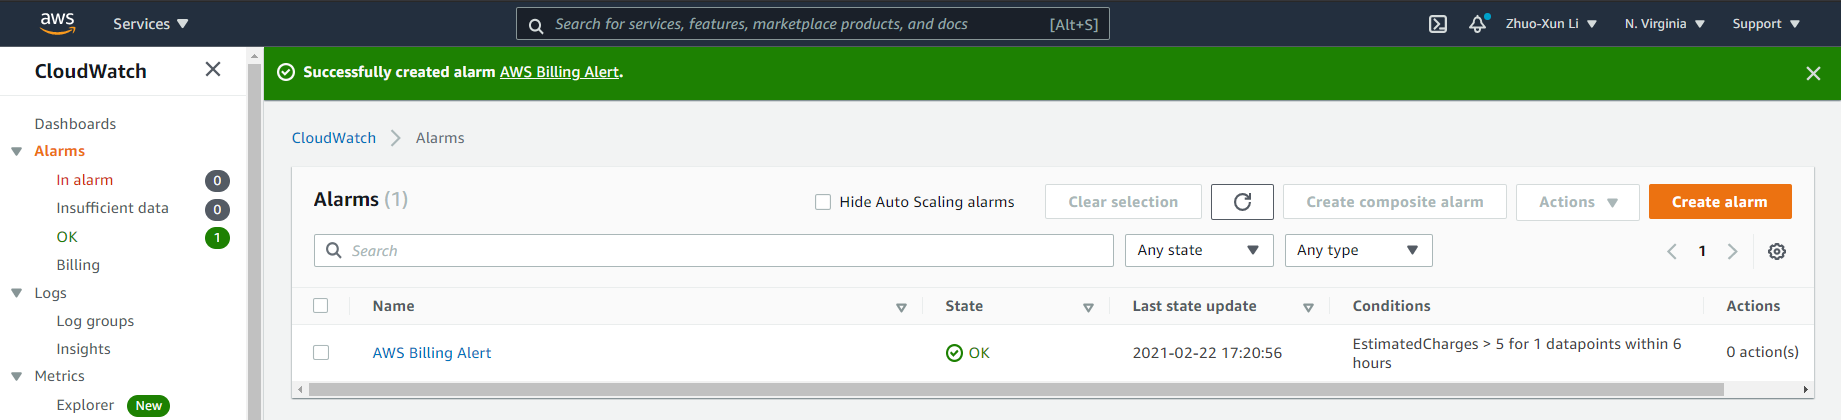 aws Services Search for services, features, marketplace products, and docs [Alt+S] Zhuo-Xun Li N. Virginia Support
CloudWatch
Successfully created alarm AWS Billing Alert.
Dashboards
Alarms
In alarm 0
Insufficient data 0
OK 1
Billing
Logs
Log groups
Insights
Metrics
Explorer New
CloudWatch Alarms
Alarms (1) Hide Auto Scaling alarms Clear selection Create composite alarm Actions Create alarm
Search Any state Any type 1
Name State Last state update Conditions Actions
AWS Billing Alert OK 2021-02-22 17:20:56 EstimatedCharges > 5 for 1 datapoints within 6 0 action(s)
hours